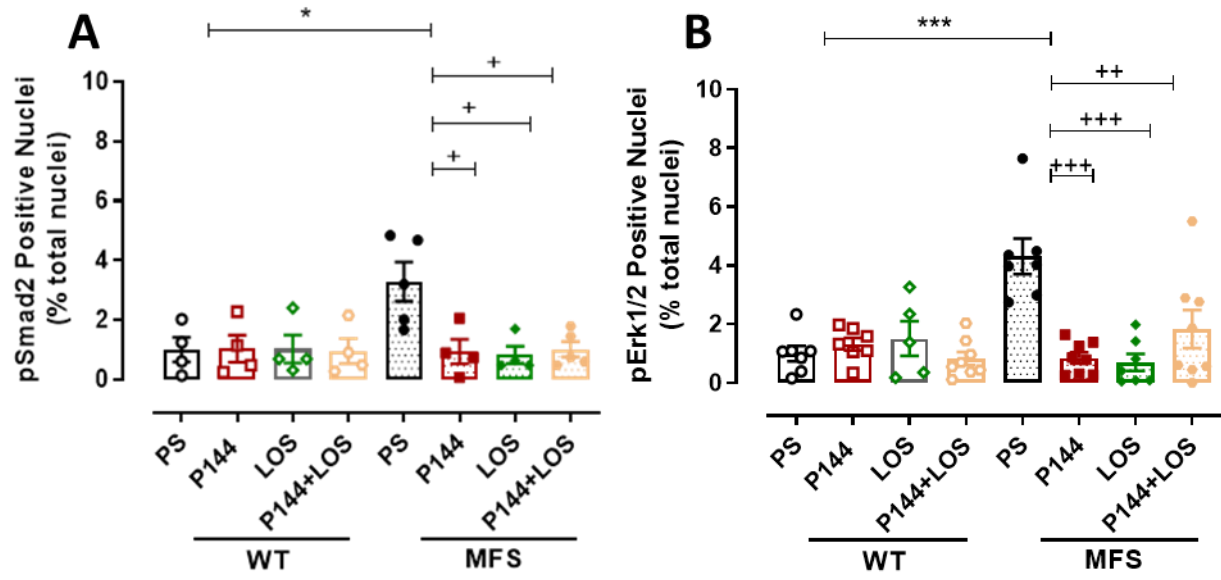 A
*
+
+
+
pSmad2 Positive Nuclei
(% total nuclei)
10
8
6
4
2
0
PS
P144
LOS
P144+LOS
PS
P144
LOS
P144+LOS
WT
MFS
B
***
++
+++
+++
pErk1/2 Positive Nuclei
(% total nuclei)
10
8
6
4
2
0
PS
P144
LOS
P144+LOS
PS
P144
LOS
P144+LOS
WT
MFS